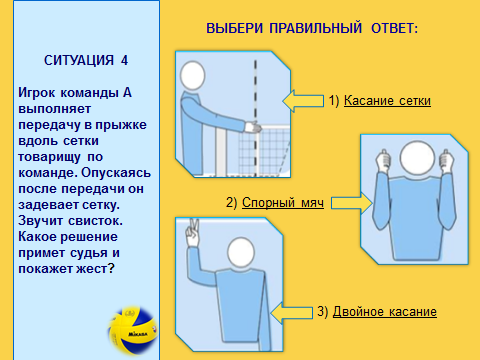 СИТУАЦИЯ 4
Игрок команды А
выполняет
передачу в прыжке
вдоль сетки
товарищу по
команде. Опускаясь
после передачи он
задевает сетку.
Звучит свисток.
Какое решение
примет судья и
покажет жест?
MIKASA
ВЫБЕРИ ПРАВИЛЬНЫЙ ОТВЕТ:
1) Касание сетки
2) Спорный мяч
3) Двойное касание